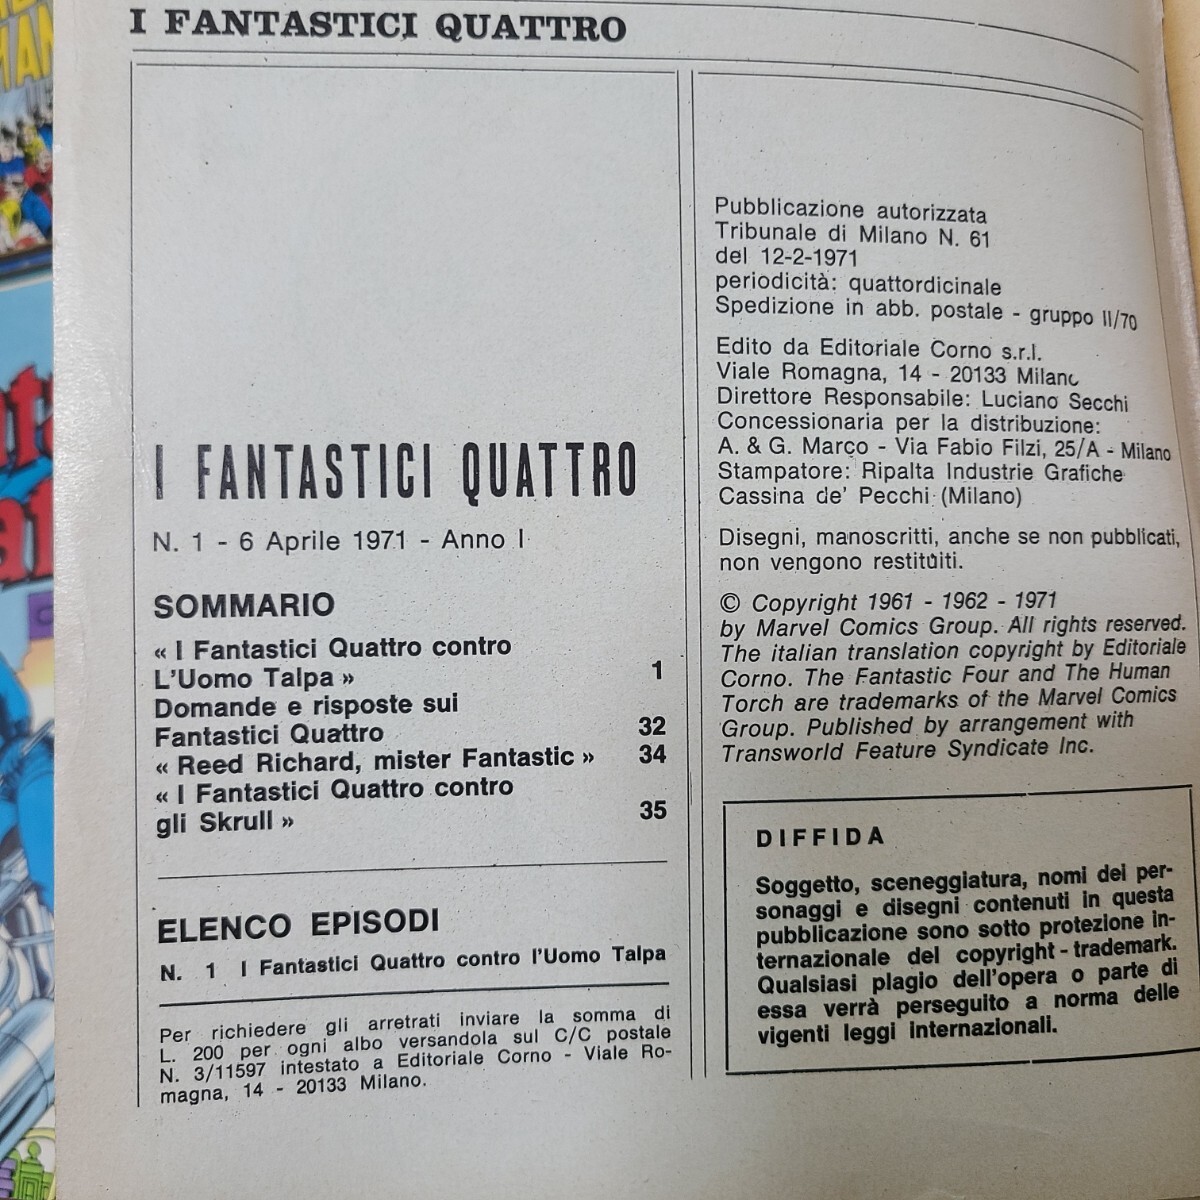 I FANTASTICI QUATTRO
I FANTASTICI QUATTRO
N. 1 - 6 Aprile 1971 - Anno I
SOMMARIO
« I Fantastici Quattro contro
L'Uomo Talpa » 1
Domande e risposte sui
Fantastici Quattro 32
« Reed Richard, mister Fantastic » 34
« I Fantastici Quattro contro
gli Skrull » 35
ELENCO EPISODI
N. 1 I Fantastici Quattro contro l'Uomo Talpa
Per richiedere gli arretrati inviare la somma di
L. 200 per ogni albo versandola sul C/C postale
N. 3/11597 intestato a Editoriale Corno - Viale Ro-
magna, 14 - 20133 Milano.
Pubblicazione autorizzata
Tribunale di Milano N. 61
del 12-2-1971
periodicità: quattordicinale
Spedizione in abb. postale - gruppo II/70
Edito da Editoriale Corno s.r.l.
Viale Romagna, 14 - 20133 Milano
Direttore Responsabile: Luciano Secchi
Concessionaria per la distribuzione:
A. & G. Marco - Via Fabio Filzi, 25/A - Milano
Stampatore: Ripalta Industrie Grafiche
Cassina de' Pecchi (Milano)
Disegni, manoscritti, anche se non pubblicati,
non vengono restituiti.
© Copyright 1961 - 1962 - 1971
by Marvel Comics Group. All rights reserved.
The italian translation copyright by Editoriale
Corno. The Fantastic Four and The Human
Torch are trademarks of the Marvel Comics
Group. Published by arrangement with
Transworld Feature Syndicate Inc.
DIFFIDA
Soggetto, sceneggiatura, nomi dei per-
sonaggi e disegni contenuti in questa
pubblicazione sono sotto protezione in-
ternazionale del copyright - trademark.
Qualsiasi plagio dell'opera o parte di
essa verrà perseguito a norma delle
vigenti leggi internazionali.